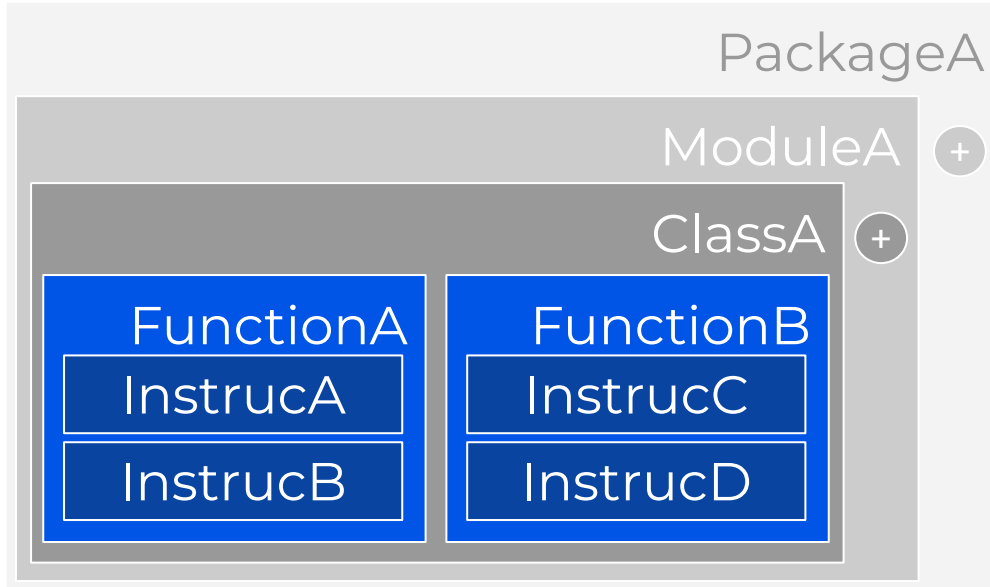 PackageA
ModuleA +
ClassA +
FunctionA FunctionB
InstrucA InstrucC
InstrucB InstrucD